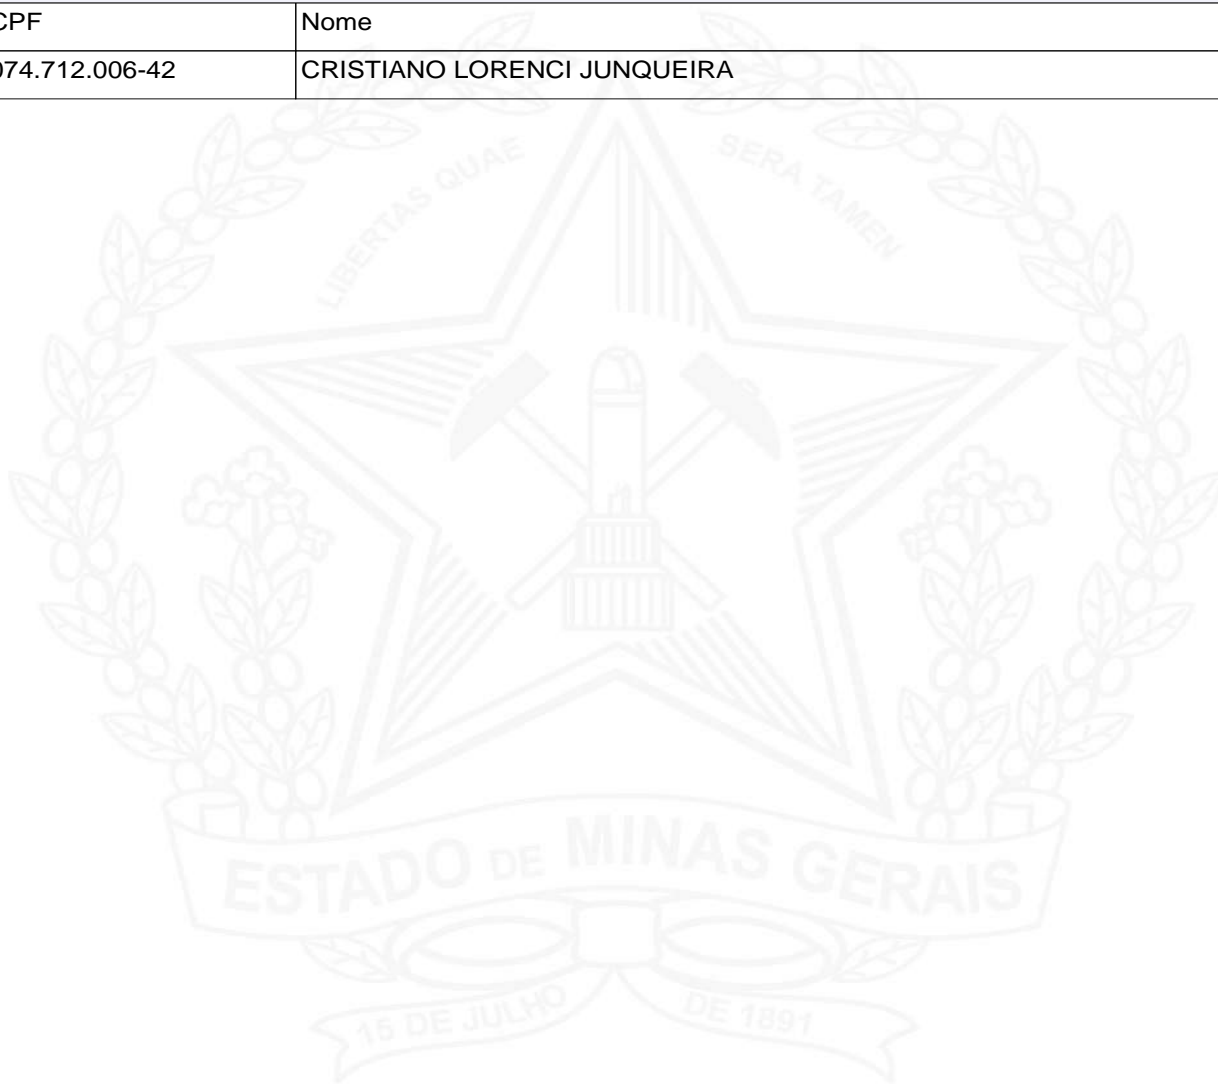 CPF Nome
074.712.006-42 CRISTIANO LORENCI JUNQUEIRA
LIBERTAS QUAE SERA TAMEN
ESTADO DE MINAS GERAIS
15 DE JULHO DE 1891